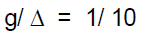 g/ Δ = 1/ 10